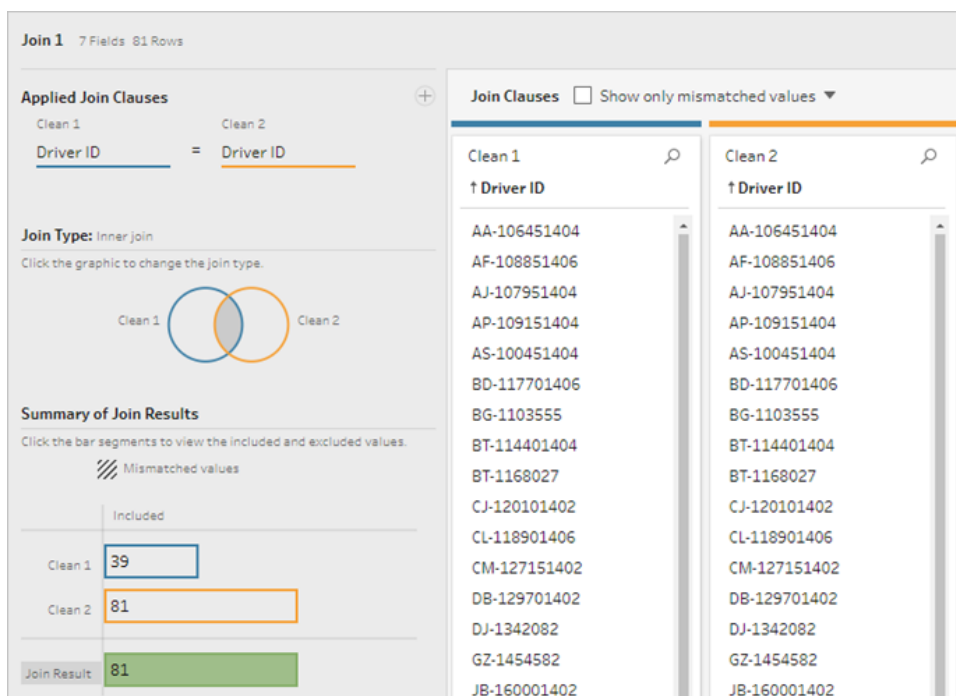 Join 1 7 Fields 81 Rows
Applied Join Clauses
Clean 1 Clean 2
Driver ID = Driver ID
Join Type: Inner join
Click the graphic to change the join type.
Clean 1 Clean 2
Summary of Join Results
Click the bar segments to view the included and excluded values.
Mismatched values
Included
Clean 1 39
Clean 2 81
Join Result 81
Join Clauses Show only mismatched values
Clean 1
↑ Driver ID
AA-106451404
AF-108851406
AJ-107951404
AP-109151404
AS-100451404
BD-117701406
BG-1103555
BT-114401404
BT-1168027
CJ-120101402
CL-118901406
CM-127151402
DB-129701402
DJ-1342082
GZ-1454582
JB-160001402
Clean 2
↑ Driver ID
AA-106451404
AF-108851406
AJ-107951404
AP-109151404
AS-100451404
BD-117701406
BG-1103555
BT-114401404
BT-1168027
CJ-120101402
CL-118901406
CM-127151402
DB-129701402
DJ-1342082
GZ-1454582
JB-160001402